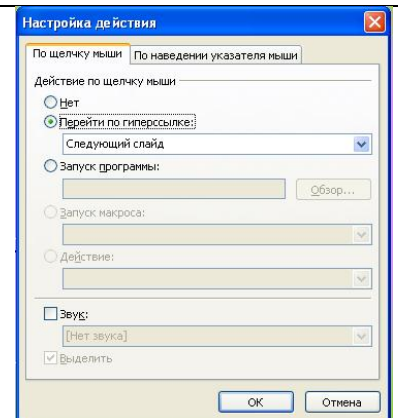 Настройка действия
По щелчку мыши По наведении указателя мыши
Действие по щелчку мыши
Нет
Перейти по гиперссылке:
Следующий слайд
Запуск программы:
Обзор...
Запуск макроса:
Действие:
Звук:
[Нет звука]
Выделить
ОК Отмена